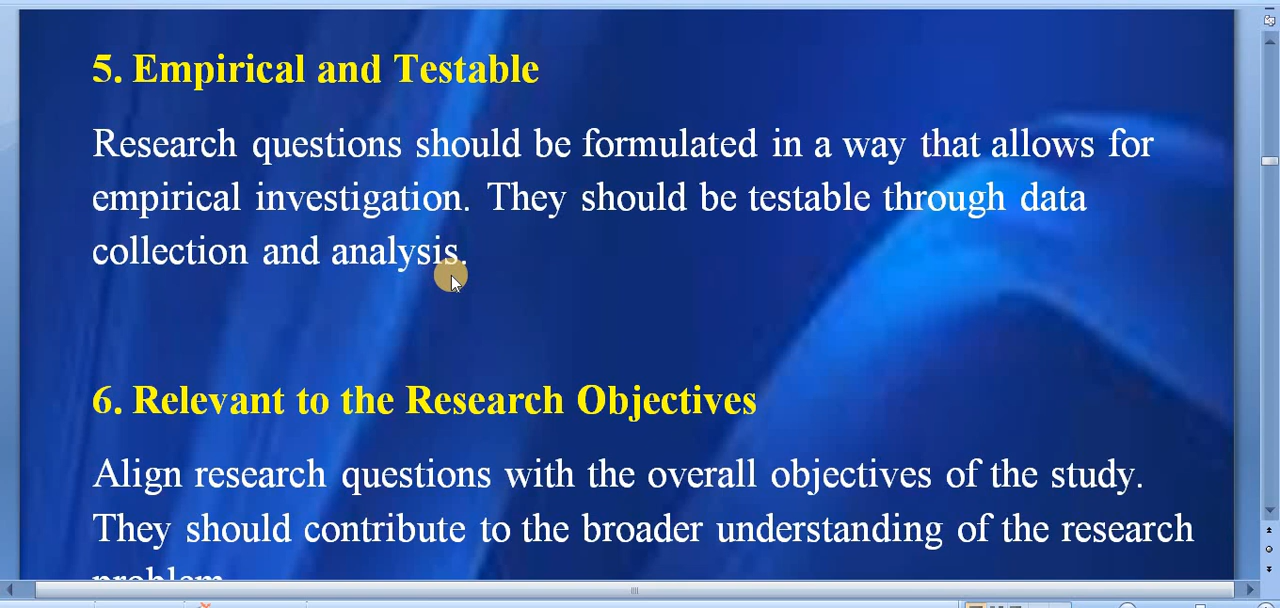 5. Empirical and Testable
Research questions should be formulated in a way that allows for
empirical investigation. They should be testable through data
collection and analysis.
6. Relevant to the Research Objectives
Align research questions with the overall objectives of the study.
They should contribute to the broader understanding of the research
problem.